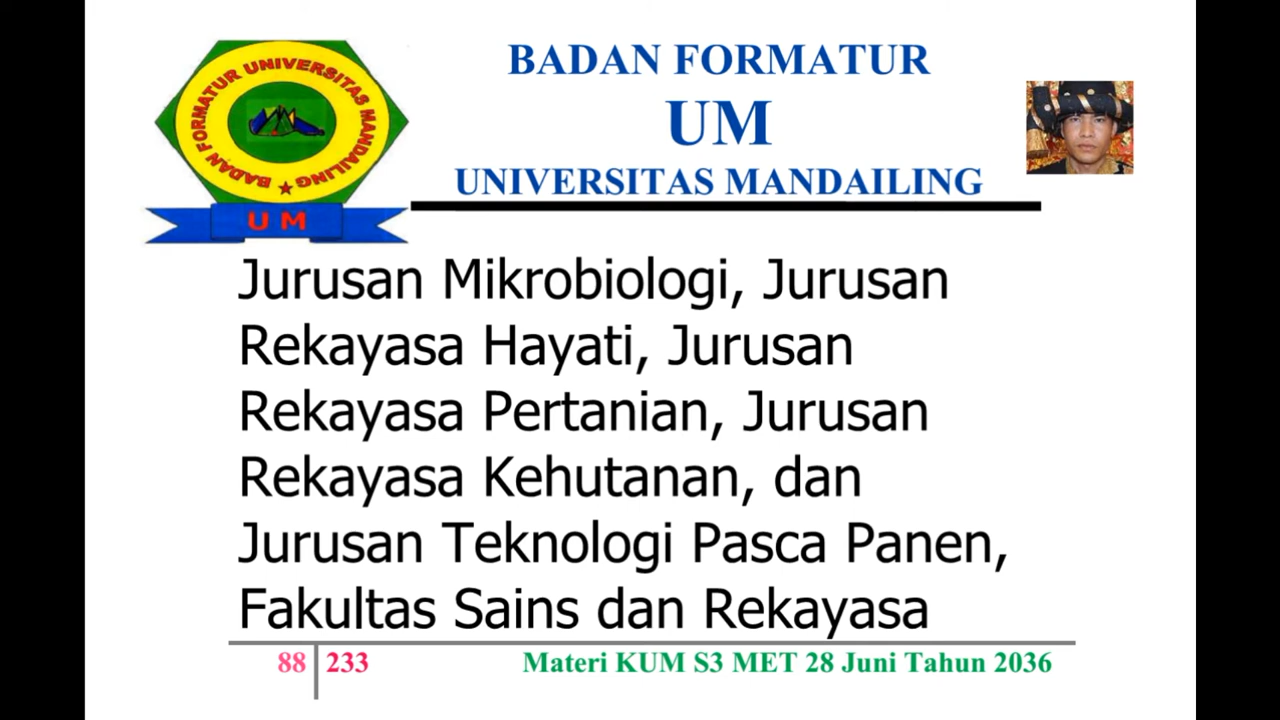 BADAN FORMATUR UNIVERSITAS MANDAILING
UM
BADAN FORMATUR
UM
UNIVERSITAS MANDAILING
Jurusan Mikrobiologi, Jurusan
Rekayasa Hayati, Jurusan
Rekayasa Pertanian, Jurusan
Rekayasa Kehutanan, dan
Jurusan Teknologi Pasca Panen,
Fakultas Sains dan Rekayasa
88 233 Materi KUM S3 MET 28 Juni Tahun 2036